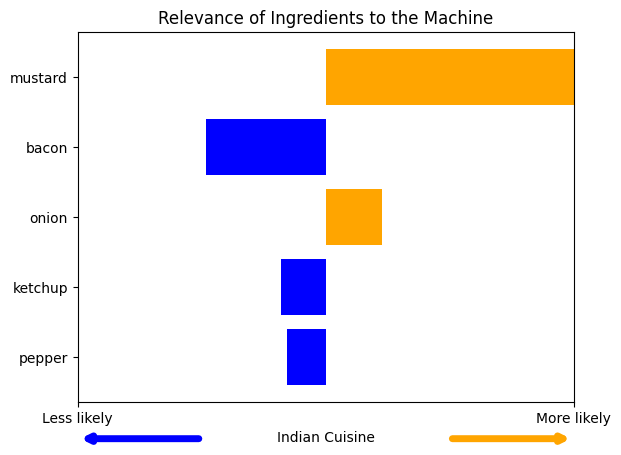 Relevance of Ingredients to the Machine
mustard
bacon
onion
ketchup
pepper
Less likely
More likely
Indian Cuisine